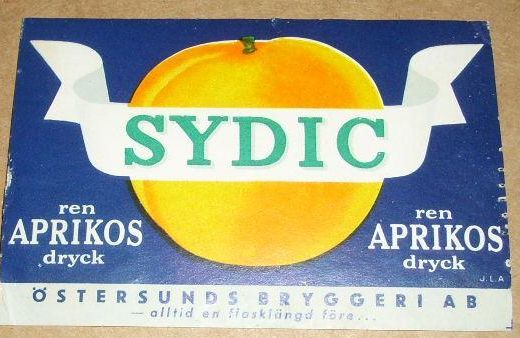 SYDIC
ren
APRIKOS
dryck
ren
APRIKOS
dryck
J.L.A
ÖSTERSUNDS BRYGGERI AB
— alltid en flasklängd före...